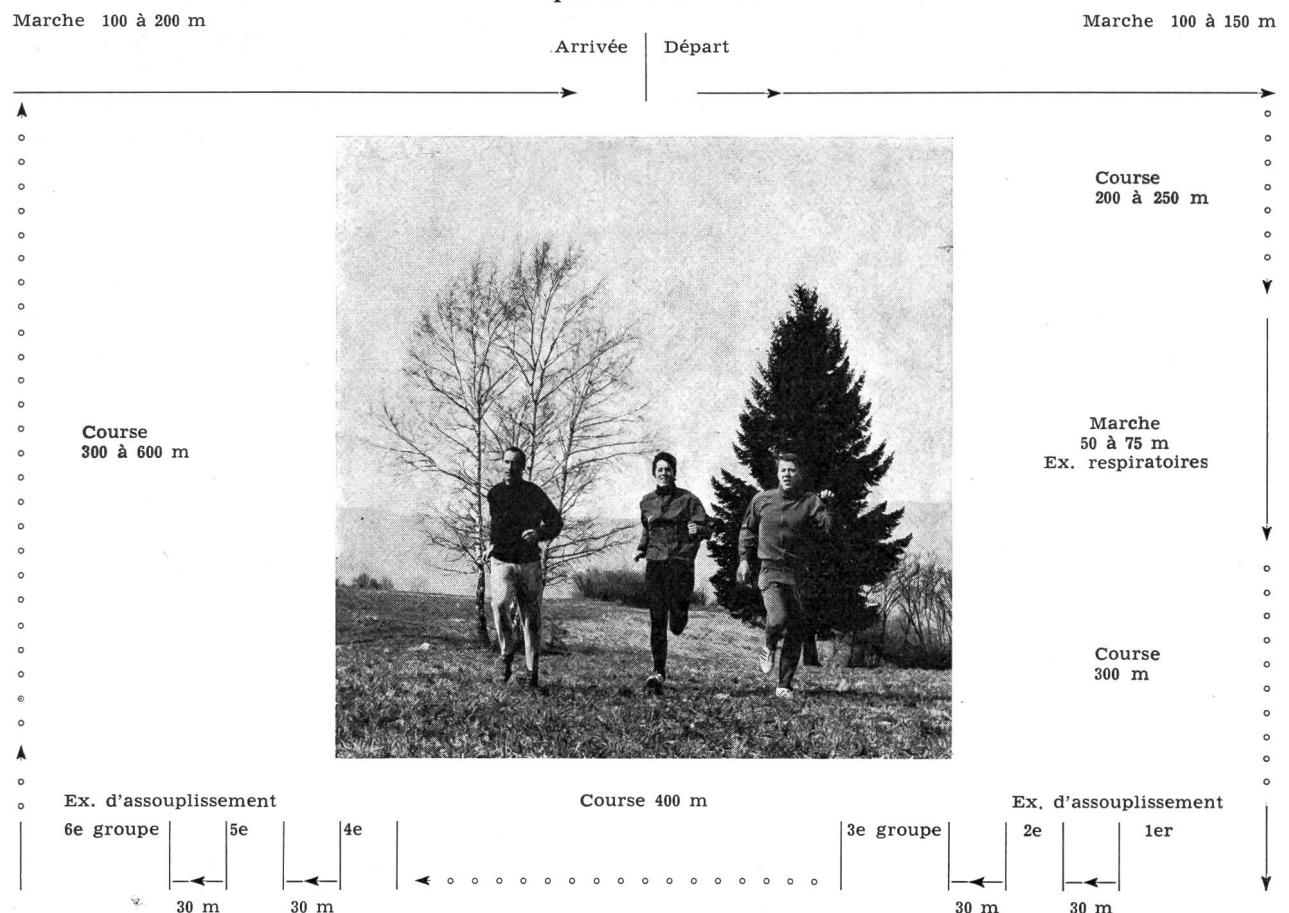 Marche 100 à 200 m
Marche 100 à 150 m
Arrivée
Départ
Course
200 à 250 m
Course
300 à 600 m
Marche
50 à 75 m
Ex. respiratoires
Course
300 m
Ex. d'assouplissement
Course 400 m
Ex. d'assouplissement
6e groupe
5e
4e
3e groupe
2e
1er
30 m
30 m
30 m
30 m